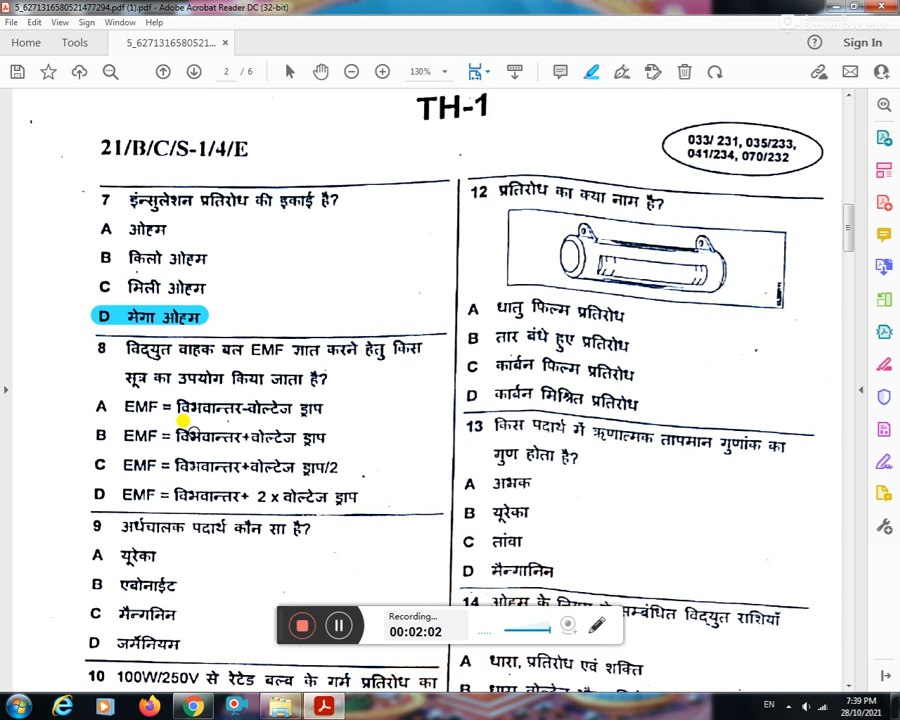 5_6271316580521477294.pdf (1).pdf - Adobe Acrobat Reader DC (32-bit)
File Edit View Sign Window Help
Home Tools 5_627131658052​1... × Sign In
2 / 6 130%
TH-1
21/B/C/S-1/4/E
033/ 231, 035/233,
041/234, 070/232
7 इंन्सुलेशन प्रतिरोध की इकाई है?
A ओहम
B किलो ओहम
C मिली ओहम
D मेगा ओहम
8 विद्युत वाहक बल EMF ज्ञात करने हेतु किस
सूत्र का उपयोग किया जाता है?
A EMF = विभवान्तर-वोल्टेज ड्राप
B EMF = विभवान्तर+वोल्टेज ड्राप
C EMF = विभवान्तर+वोल्टेज ड्राप/2
D EMF = विभवान्तर+ 2 x वोल्टेज ड्राप
9 अर्धचालक पदार्थ कौन सा है?
A यूरेका
B एबोनाईट
C मैन्गनिन
D जर्मेनियम
10 100W/250V से रेटेड बल्ब के गर्म प्रतिरोध का
12 प्रतिरोध का क्या नाम है?
A धातु फिल्म प्रतिरोध
B तार बंधे हुए प्रतिरोध
C कार्बन फिल्म प्रतिरोध
D कार्बन मिश्रित प्रतिरोध
13 किस पदार्थ में ऋणात्मक तापमान गुणांक का
गुण होता है?
A अभक
B यूरेका
C तांवा
D मैन्गानिन
14 ओहम के सम्बंधित विद्युत राशियाँ
A धारा, प्रतिरोध एवं शक्ति
B धारा
Recording...
00:02:02
EN 7:39 PM
28/10/2021